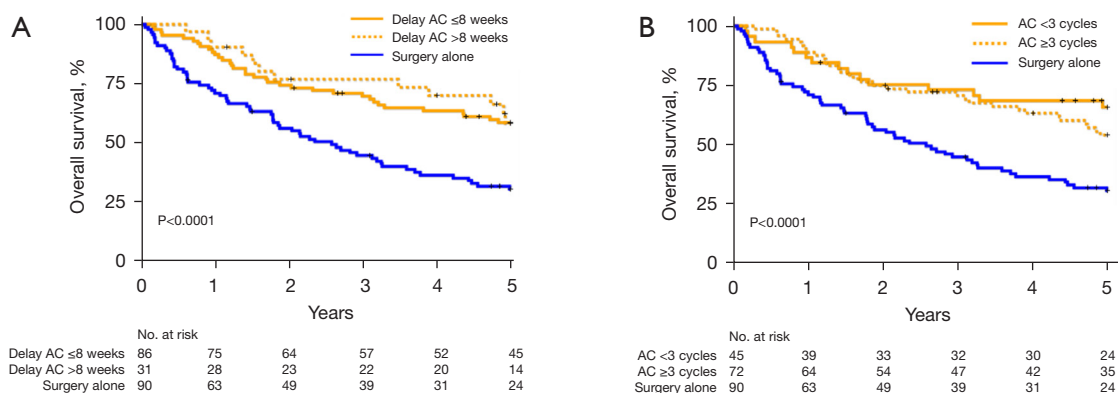 A
Delay AC ≤8 weeks
Delay AC >8 weeks
Surgery alone
Overall survival, %
100
75
50
25
0
P<0.0001
0 1 2 3 4 5
Years
No. at risk
Delay AC ≤8 weeks 86 75 64 57 52 45
Delay AC >8 weeks 31 28 23 22 20 14
Surgery alone 90 63 49 39 31 24
B
AC <3 cycles
AC ≥3 cycles
Surgery alone
Overall survival, %
100
75
50
25
0
P<0.0001
0 1 2 3 4 5
Years
No. at risk
AC <3 cycles 45 39 33 32 30 24
AC ≥3 cycles 72 64 54 47 42 35
Surgery alone 90 63 49 39 31 24